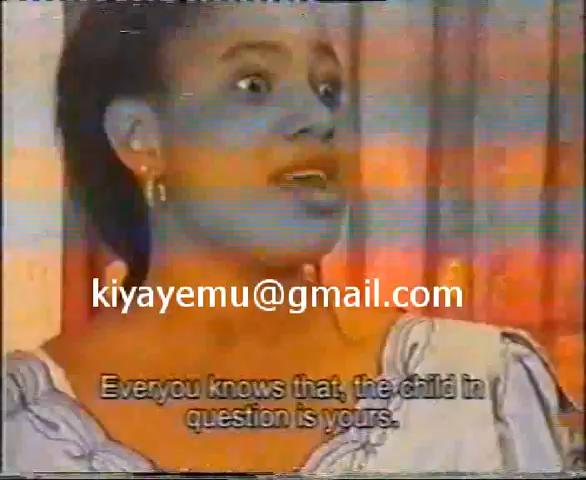 kiyayemu@gmail.com
Everyou knows that, the child in
question is yours.